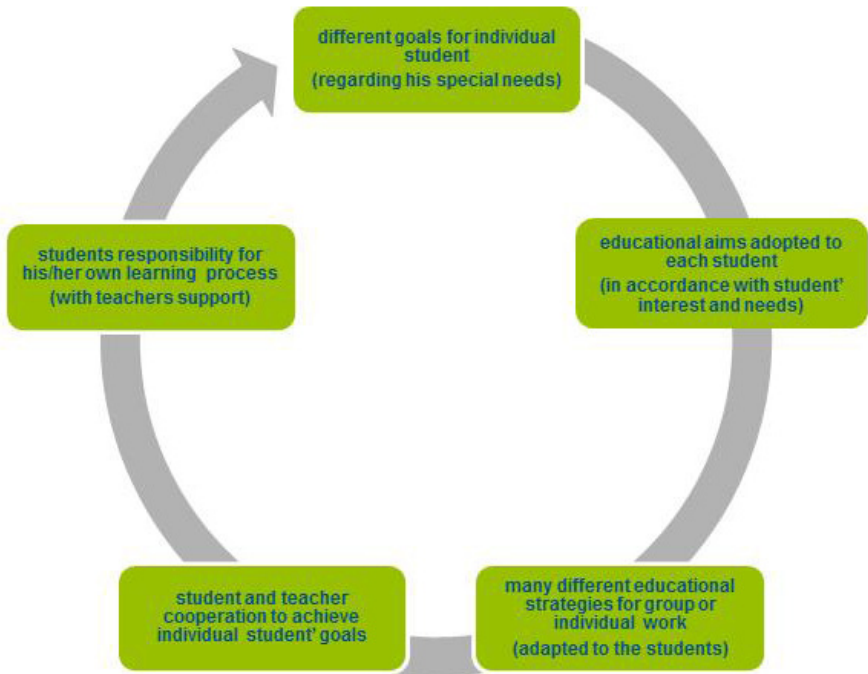 different goals for individual
student
(regarding his special needs)
educational aims adopted to
each student
(in accordance with student'
interest and needs)
many different educational
strategies for group or
individual work
(adapted to the students)
student and teacher
cooperation to achieve
individual student' goals
students responsibility for
his/her own learning process
(with teachers support)